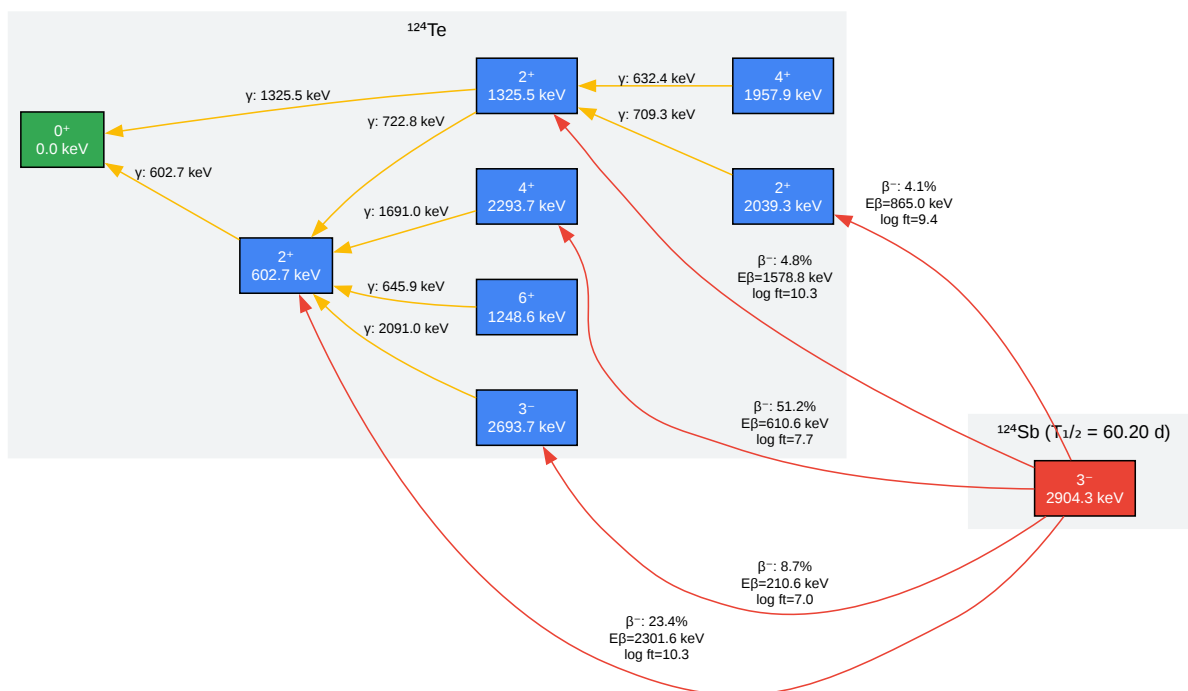 ¹²⁴Te
2⁺
1325.5 keV
4⁺
1957.9 keV
γ: 632.4 keV
γ: 1325.5 keV
γ: 709.3 keV
γ: 722.8 keV
0⁺
0.0 keV
γ: 602.7 keV
4⁺
2293.7 keV
2⁺
2039.3 keV
γ: 1691.0 keV
β⁻: 4.1%
Eβ=865.0 keV
log ft=9.4
2⁺
602.7 keV
β⁻: 4.8%
Eβ=1578.8 keV
log ft=10.3
γ: 645.9 keV
6⁺
1248.6 keV
γ: 2091.0 keV
3⁻
2693.7 keV
β⁻: 51.2%
Eβ=610.6 keV
log ft=7.7
¹²⁴Sb (T₁/₂ = 60.20 d)
3⁻
2904.3 keV
β⁻: 8.7%
Eβ=210.6 keV
log ft=7.0
β⁻: 23.4%
Eβ=2301.6 keV
log ft=10.3